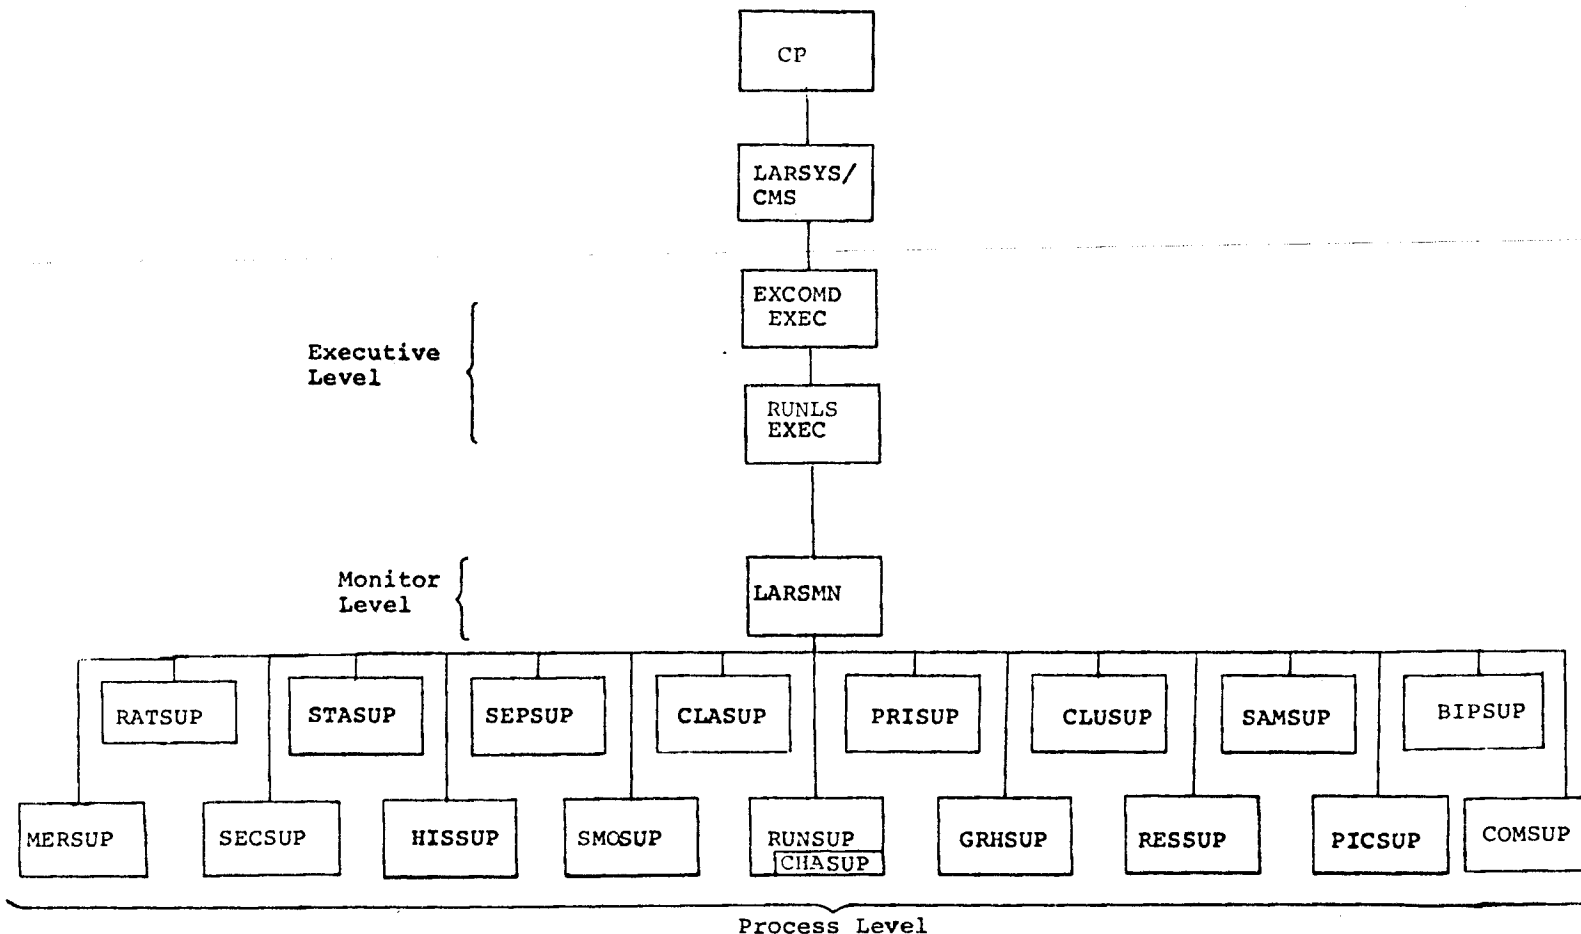 CP
LARSYS/
CMS
EXCOMD
EXEC
Executive
Level
RUNLS
EXEC
Monitor
Level
LARSMN
RATSUP
STASUP
SEPSUP
CLASUP
PRISUP
CLUSUP
SAMSUP
BIPSUP
MERSUP
SECSUP
HISSUP
SMOSUP
RUNSUP
CHASUP
GRHSUP
RESSUP
PICSUP
COMSUP
Process Level